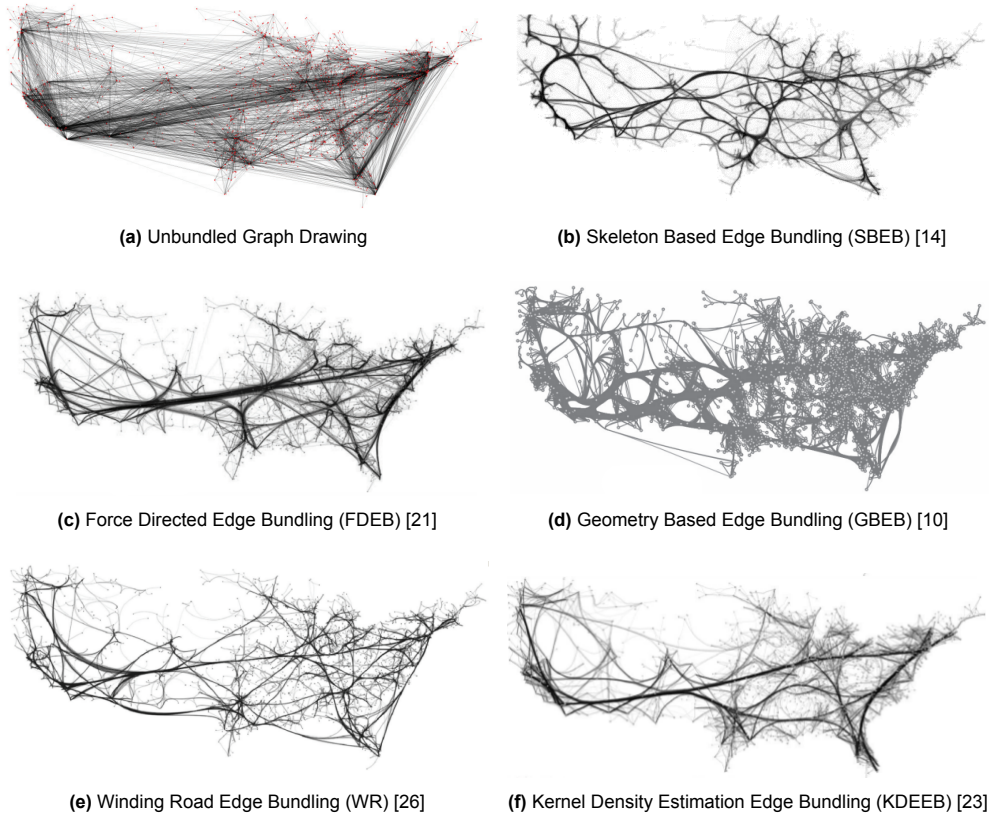 (a) Unbundled Graph Drawing
(b) Skeleton Based Edge Bundling (SBEB) [14]
(c) Force Directed Edge Bundling (FDEB) [21]
(d) Geometry Based Edge Bundling (GBEB) [10]
(e) Winding Road Edge Bundling (WR) [26]
(f) Kernel Density Estimation Edge Bundling (KDEEB) [23]